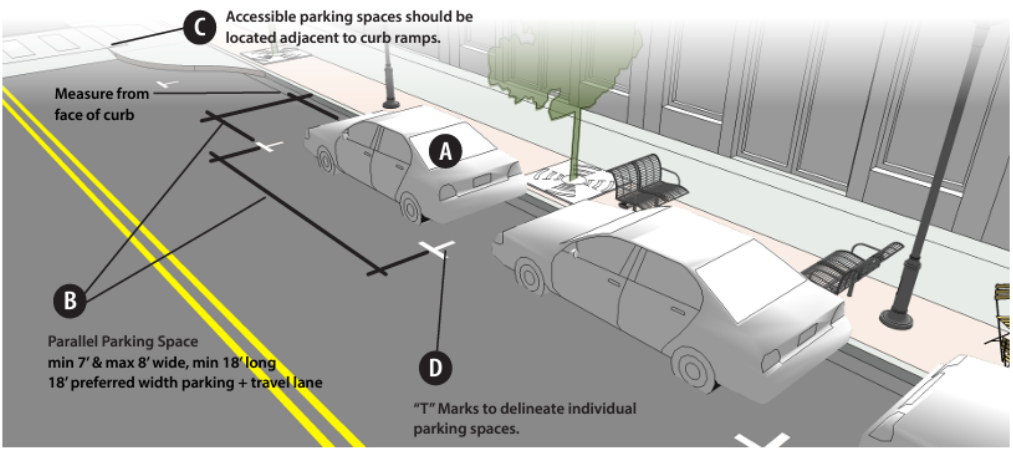 C
Accessible parking spaces should be
located adjacent to curb ramps.
Measure from
face of curb
A
B
Parallel Parking Space
min 7' & max 8' wide, min 18' long
18' preferred width parking + travel lane
D
“T” Marks to delineate individual
parking spaces.